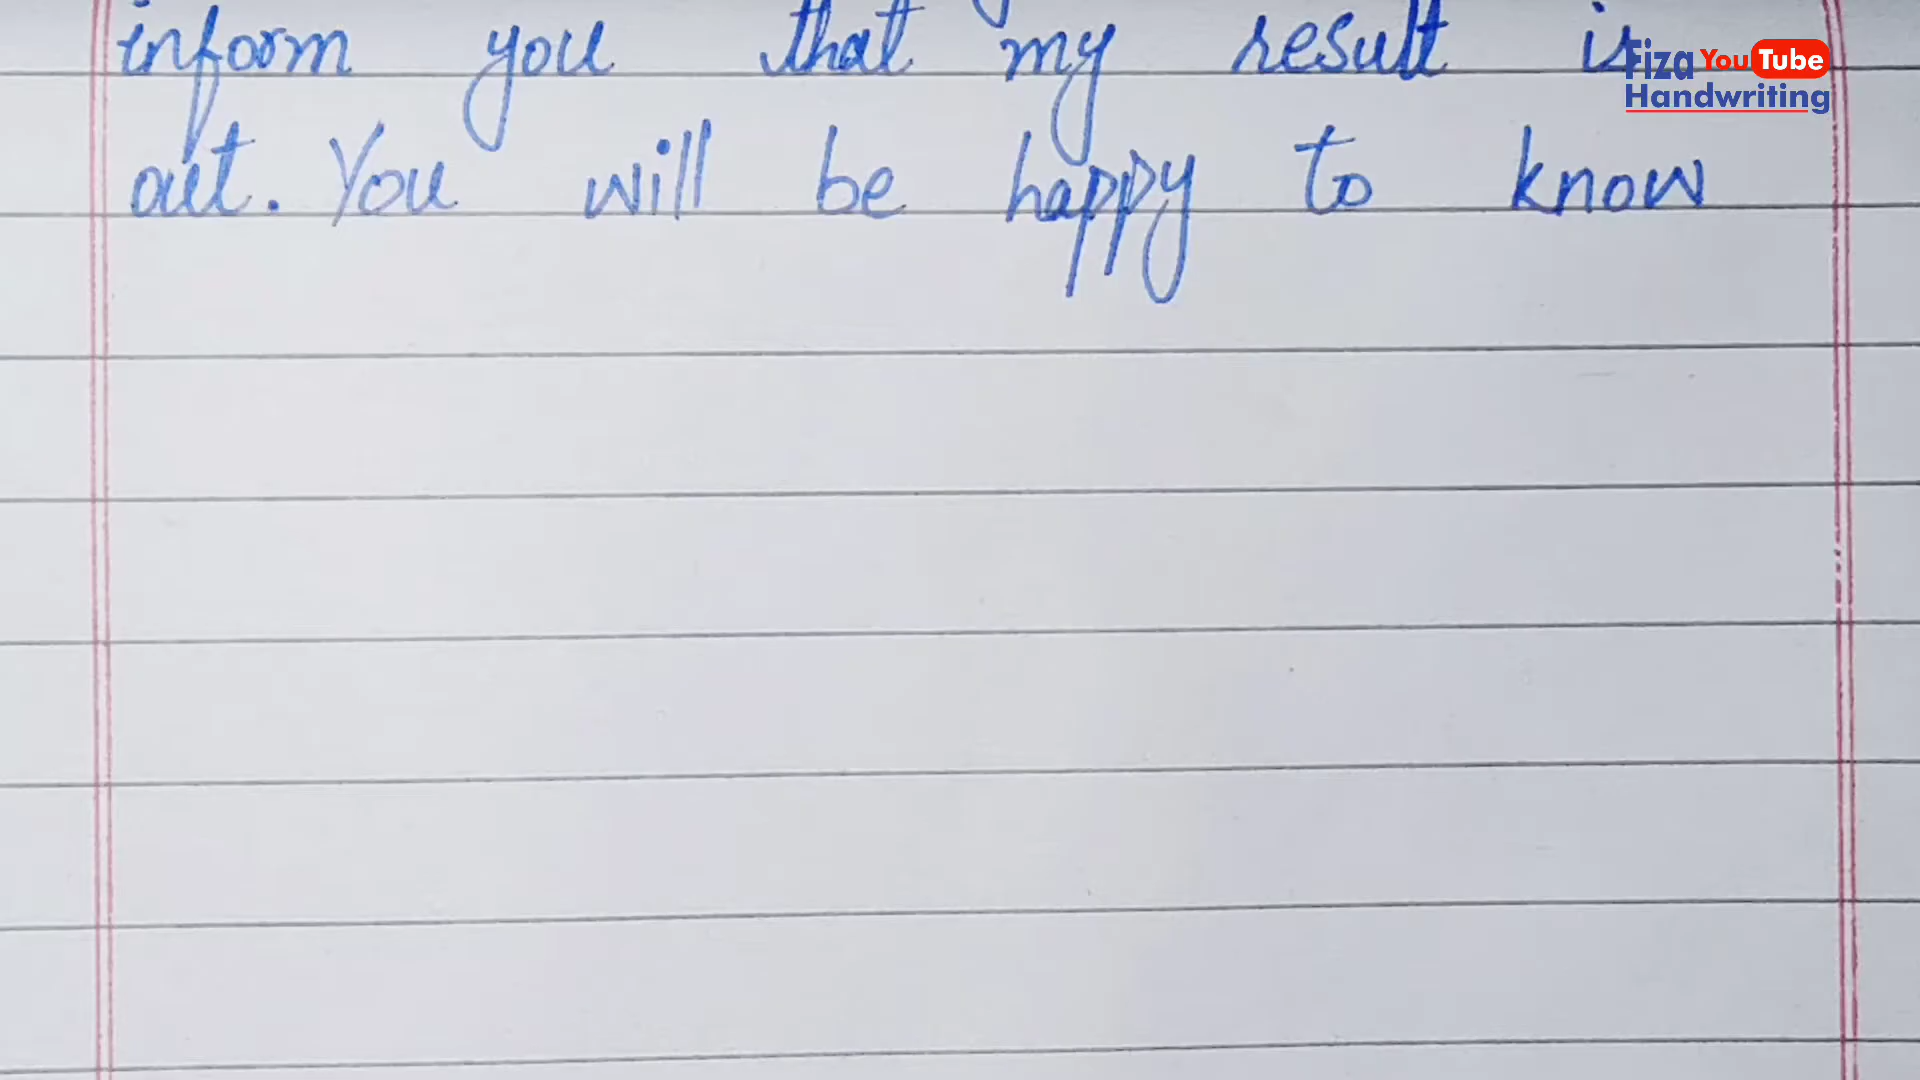 inform you that my result is
out. You will be happy to know
Fiza YouTube
Handwriting